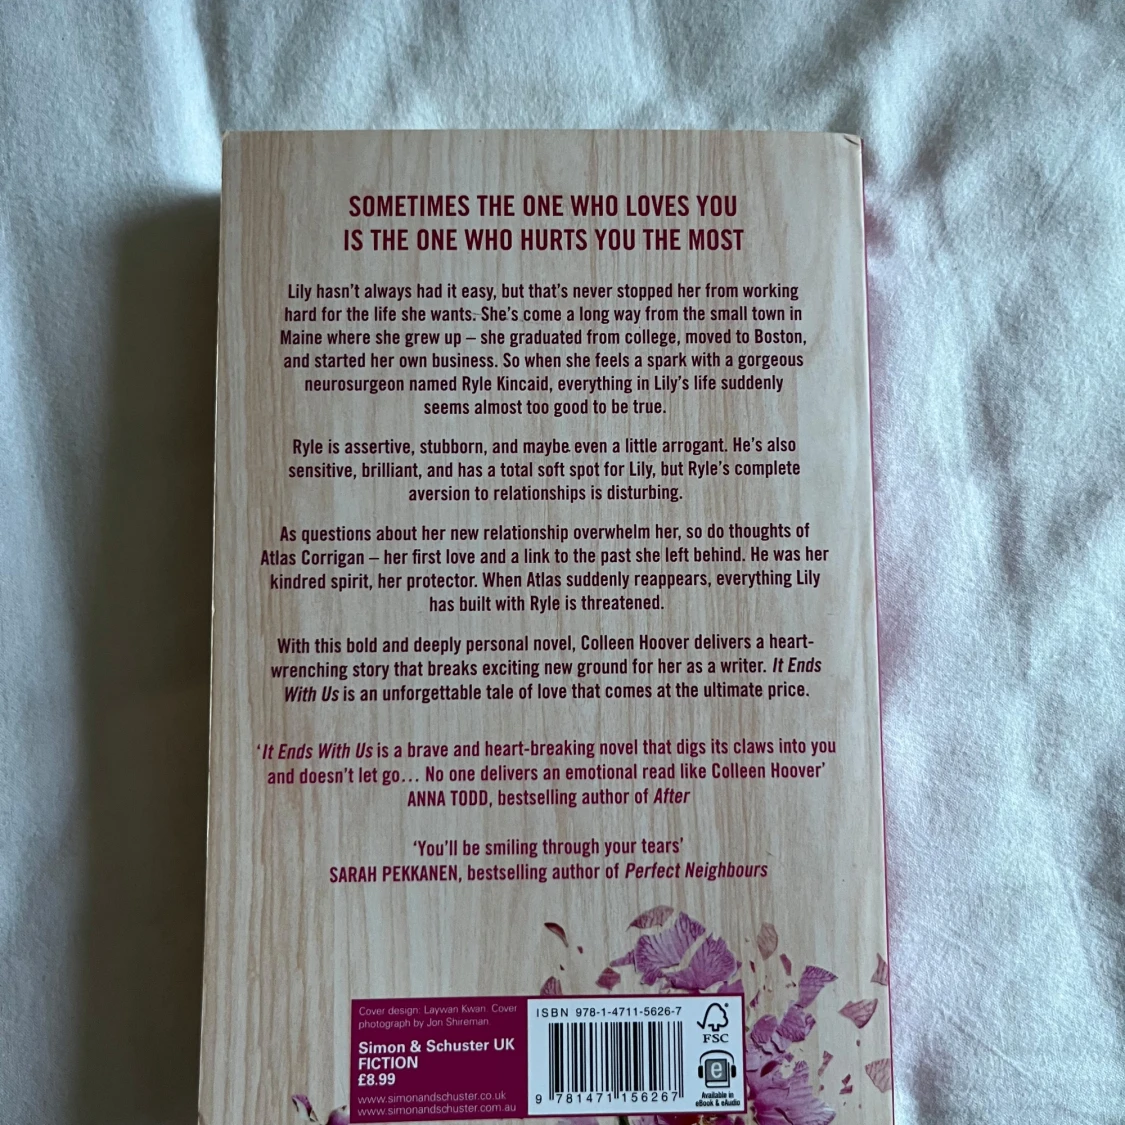 SOMETIMES THE ONE WHO LOVES YOU
IS THE ONE WHO HURTS YOU THE MOST
Lily hasn't always had it easy, but that's never stopped her from working
hard for the life she wants. She's come a long way from the small town in
Maine where she grew up – she graduated from college, moved to Boston,
and started her own business. So when she feels a spark with a gorgeous
neurosurgeon named Ryle Kincaid, everything in Lily's life suddenly
seems almost too good to be true.
Ryle is assertive, stubborn, and maybe even a little arrogant. He's also
sensitive, brilliant, and has a total soft spot for Lily, but Ryle's complete
aversion to relationships is disturbing.
As questions about her new relationship overwhelm her, so do thoughts of
Atlas Corrigan – her first love and a link to the past she left behind. He was her
kindred spirit, her protector. When Atlas suddenly reappears, everything Lily
has built with Ryle is threatened.
With this bold and deeply personal novel, Colleen Hoover delivers a heart-
wrenching story that breaks exciting new ground for her as a writer. It Ends
With Us is an unforgettable tale of love that comes at the ultimate price.
'It Ends With Us is a brave and heart-breaking novel that digs its claws into you
and doesn't let go… No one delivers an emotional read like Colleen Hoover'
ANNA TODD, bestselling author of After
'You'll be smiling through your tears'
SARAH PEKKANEN, bestselling author of Perfect Neighbours
Cover design: Laywan Kwan. Cover
photograph by Jon Shireman.
Simon & Schuster UK
FICTION
£8.99
www.simonandschuster.co.uk
www.simonandschuster.com.au
ISBN 978-1-4711-5626-7
9 781471 156267
FSC
e
Available in
eBook & eAudio